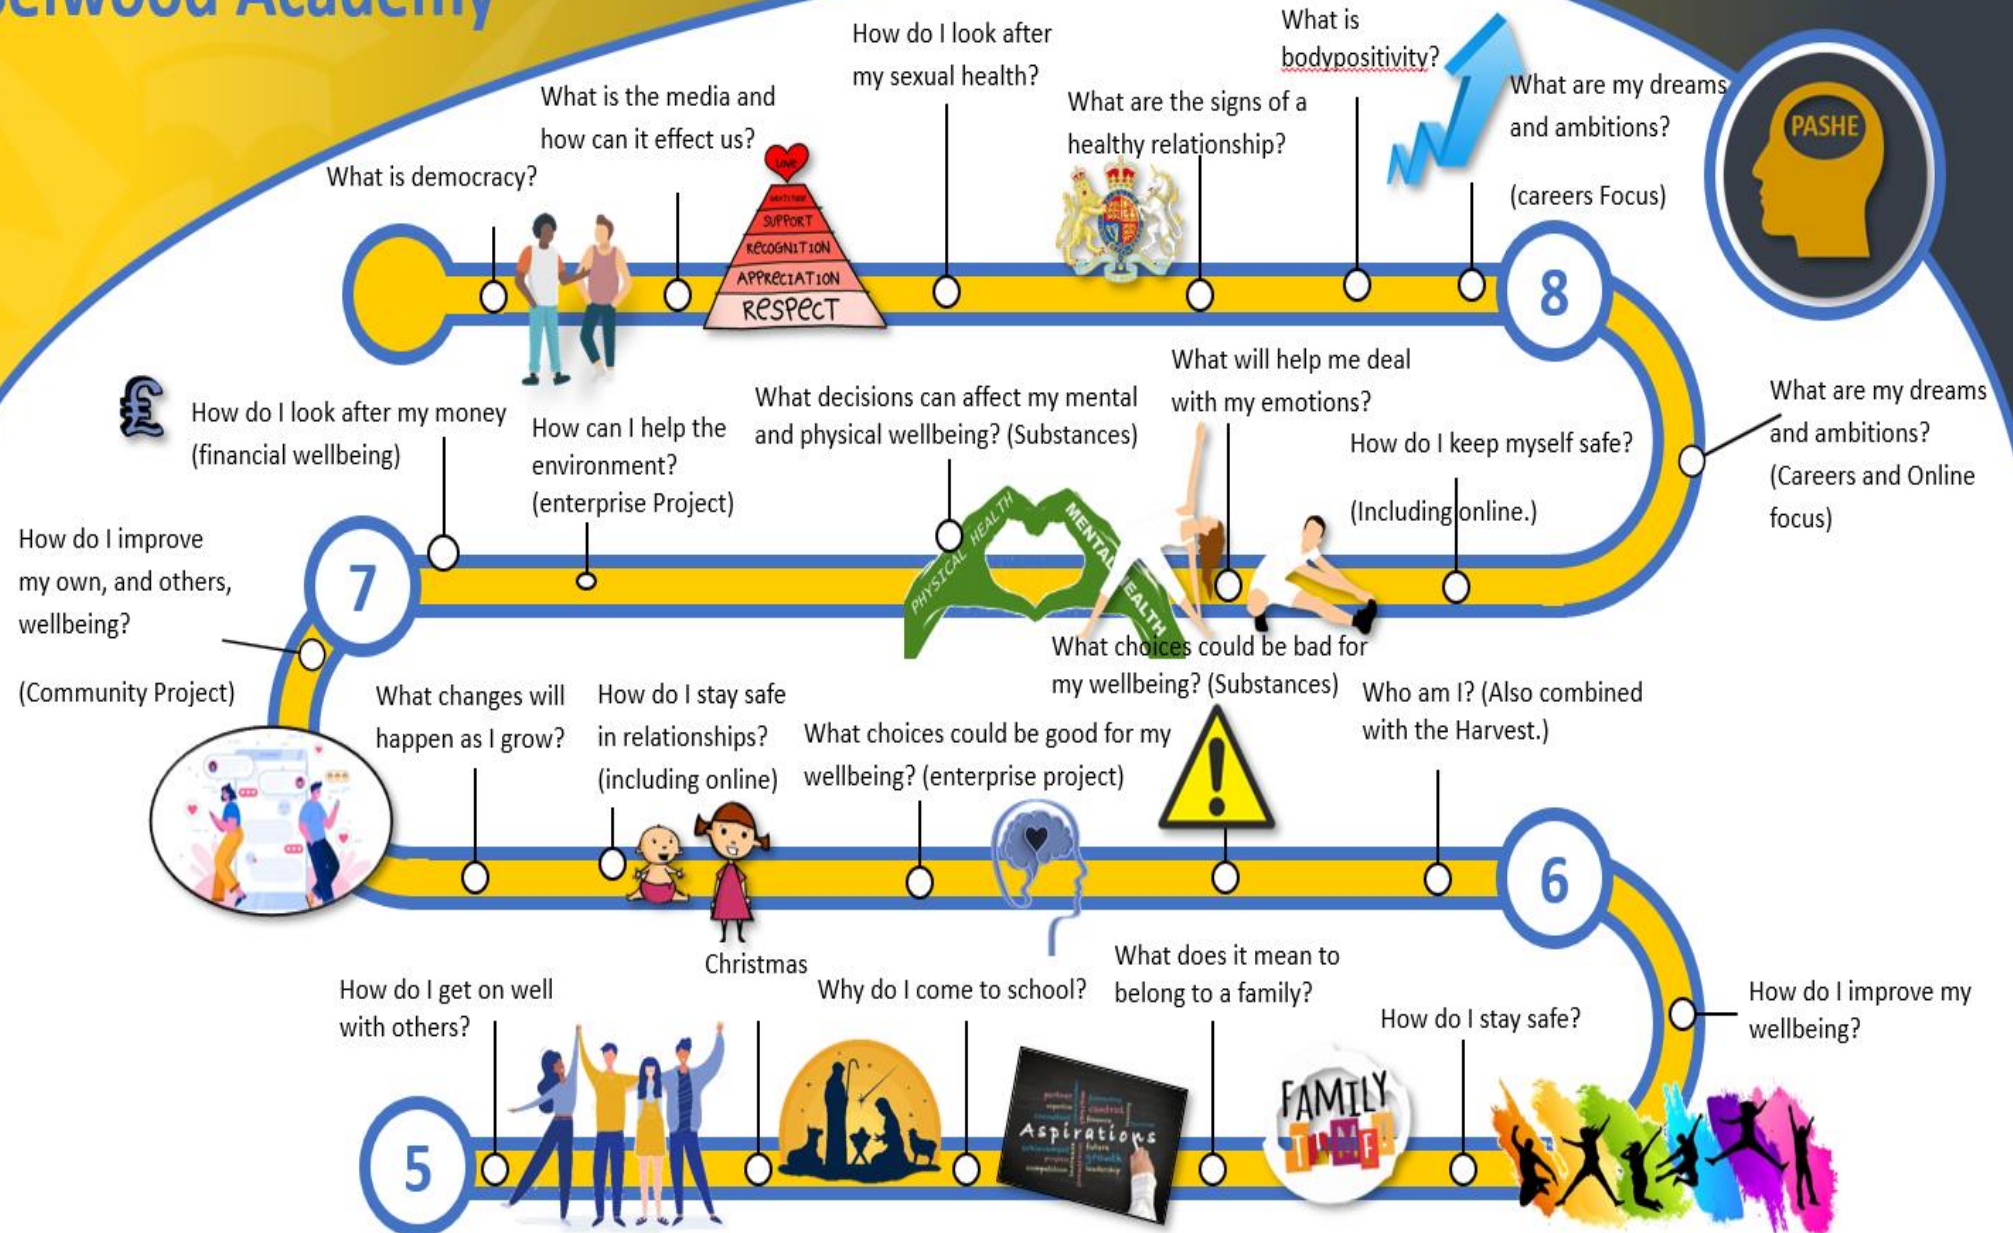 elwood Academy
What is democracy?
What is the media and
how can it effect us?
How do I look after
my sexual health?
What are the signs of a
healthy relationship?
What is
bodypositivity?
What are my dreams
and ambitions?
(careers Focus)
PASHE
Love
SUPPORT
RECOGNITION
APPRECIATION
RESPECT
8
£
How do I look after my money
(financial wellbeing)
How can I help the
environment?
(enterprise Project)
What decisions can affect my mental
and physical wellbeing? (Substances)
What will help me deal
with my emotions?
How do I keep myself safe?
(Including online.)
What are my dreams
and ambitions?
(Careers and Online
focus)
PHYSICAL HEALTH
MENTAL HEALTH
7
How do I improve
my own, and others,
wellbeing?
(Community Project)
What changes will
happen as I grow?
How do I stay safe
in relationships?
(including online)
What choices could be good for my
wellbeing? (enterprise project)
What choices could be bad for
my wellbeing? (Substances)
Who am I? (Also combined
with the Harvest.)
6
How do I get on well
with others?
Christmas
Why do I come to school?
What does it mean to
belong to a family?
How do I stay safe?
How do I improve my
wellbeing?
5
Aspirations
control
growth
FAMILY
TIME!